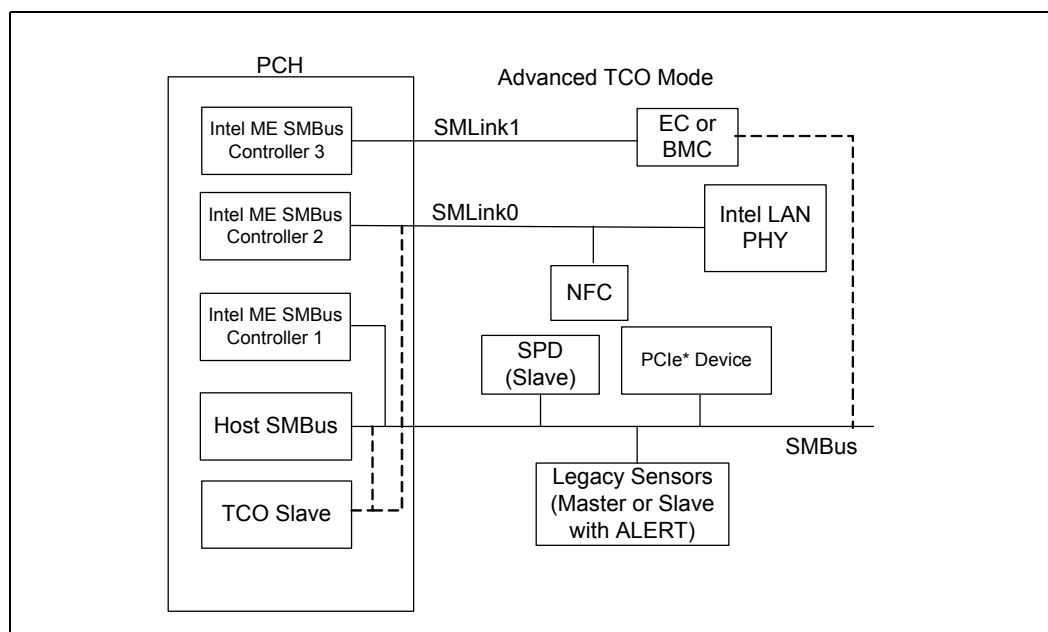 PCH
Advanced TCO Mode
Intel ME SMBus
Controller 3
SMLink1
EC or
BMC
Intel ME SMBus
Controller 2
SMLink0
Intel LAN
PHY
NFC
Intel ME SMBus
Controller 1
SPD
(Slave)
PCIe* Device
Host SMBus
SMBus
TCO Slave
Legacy Sensors
(Master or Slave
with ALERT)